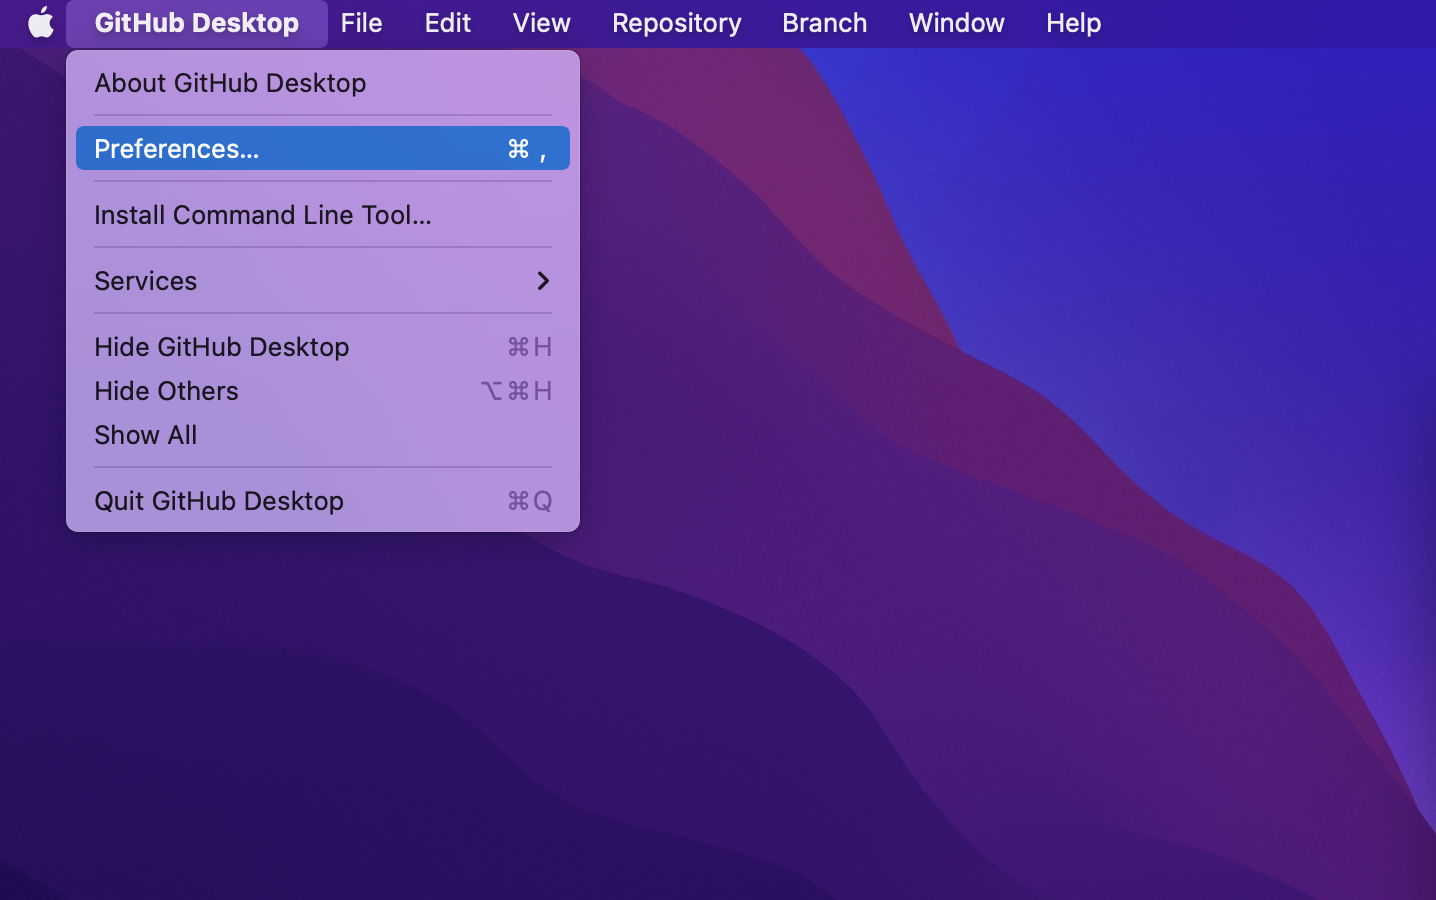 GitHub Desktop File Edit View Repository Branch Window Help
About GitHub Desktop
Preferences... ⌘ ,
Install Command Line Tool...
Services
Hide GitHub Desktop ⌘H
Hide Others ⌥⌘H
Show All
Quit GitHub Desktop ⌘Q